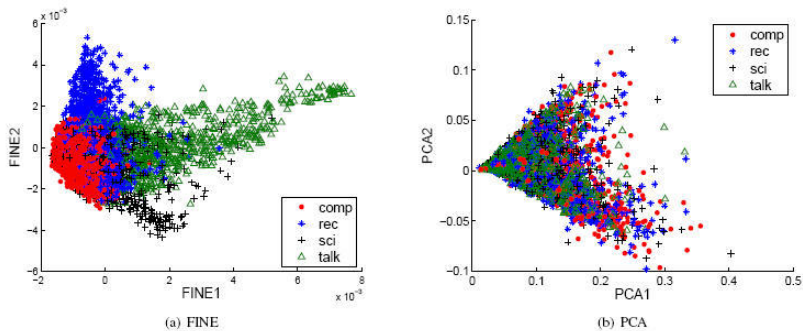 x 10⁻³
6
4
2
0
−2
−4
−6
FINE2
−2 0 2 4 6 8
x 10⁻³
FINE1
comp
rec
sci
talk
(a) FINE
0.15
0.1
0.05
0
−0.05
−0.1
PCA2
0 0.1 0.2 0.3 0.4 0.5
PCA1
comp
rec
sci
talk
(b) PCA